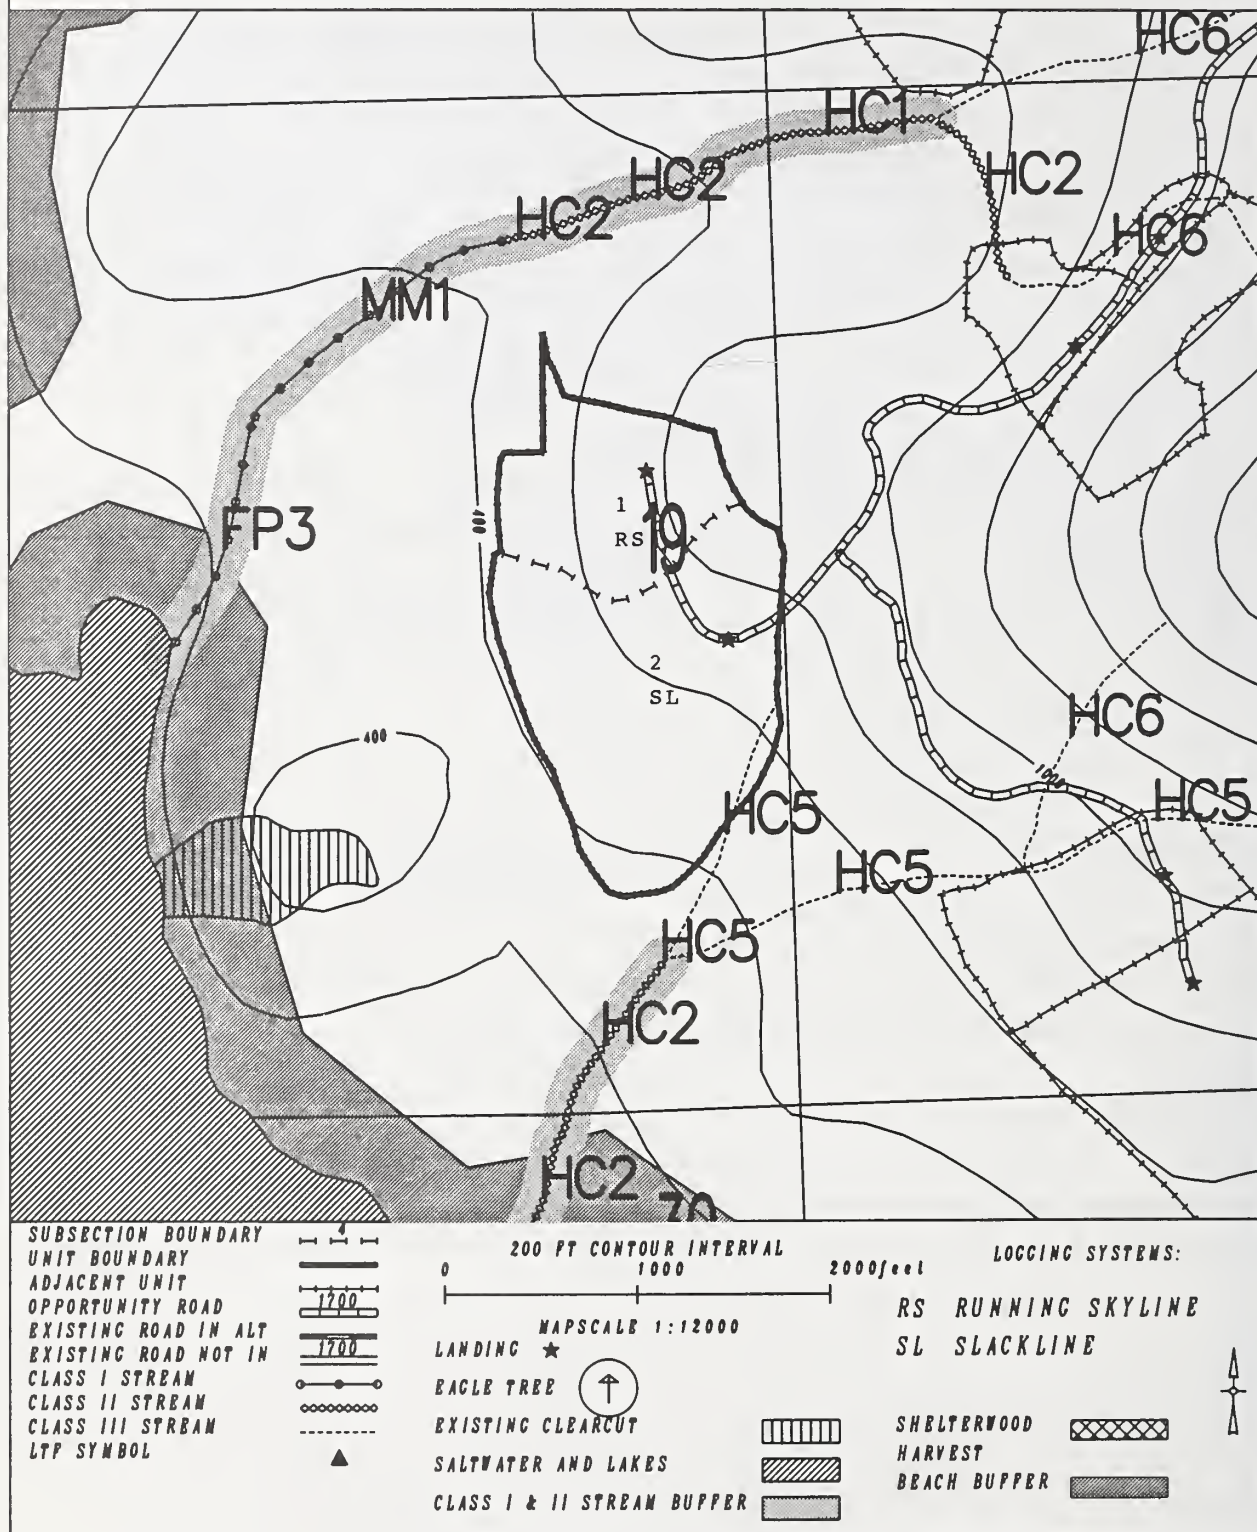 HC6
HC1
HC2
HC2
HC2
HC6
MM1
400
1
RS
19
FP3
2
SL
HC6
400
1000
HC5
HC5
HC5
HC5
HC2
HC2
30
SUBSECTION BOUNDARY
4
UNIT BOUNDARY
ADJACENT UNIT
OPPORTUNITY ROAD
1700
EXISTING ROAD IN ALT
EXISTING ROAD NOT IN
1700
CLASS I STREAM
CLASS II STREAM
CLASS III STREAM
LTF SYMBOL
200 FT CONTOUR INTERVAL
0 1000 2000feet
MAPSCALE 1:12000
LANDING
EAGLE TREE
EXISTING CLEARCUT
SALTWATER AND LAKES
CLASS I & II STREAM BUFFER
LOGGING SYSTEMS:
RS RUNNING SKYLINE
SL SLACKLINE
SHELTERWOOD
HARVEST
BEACH BUFFER